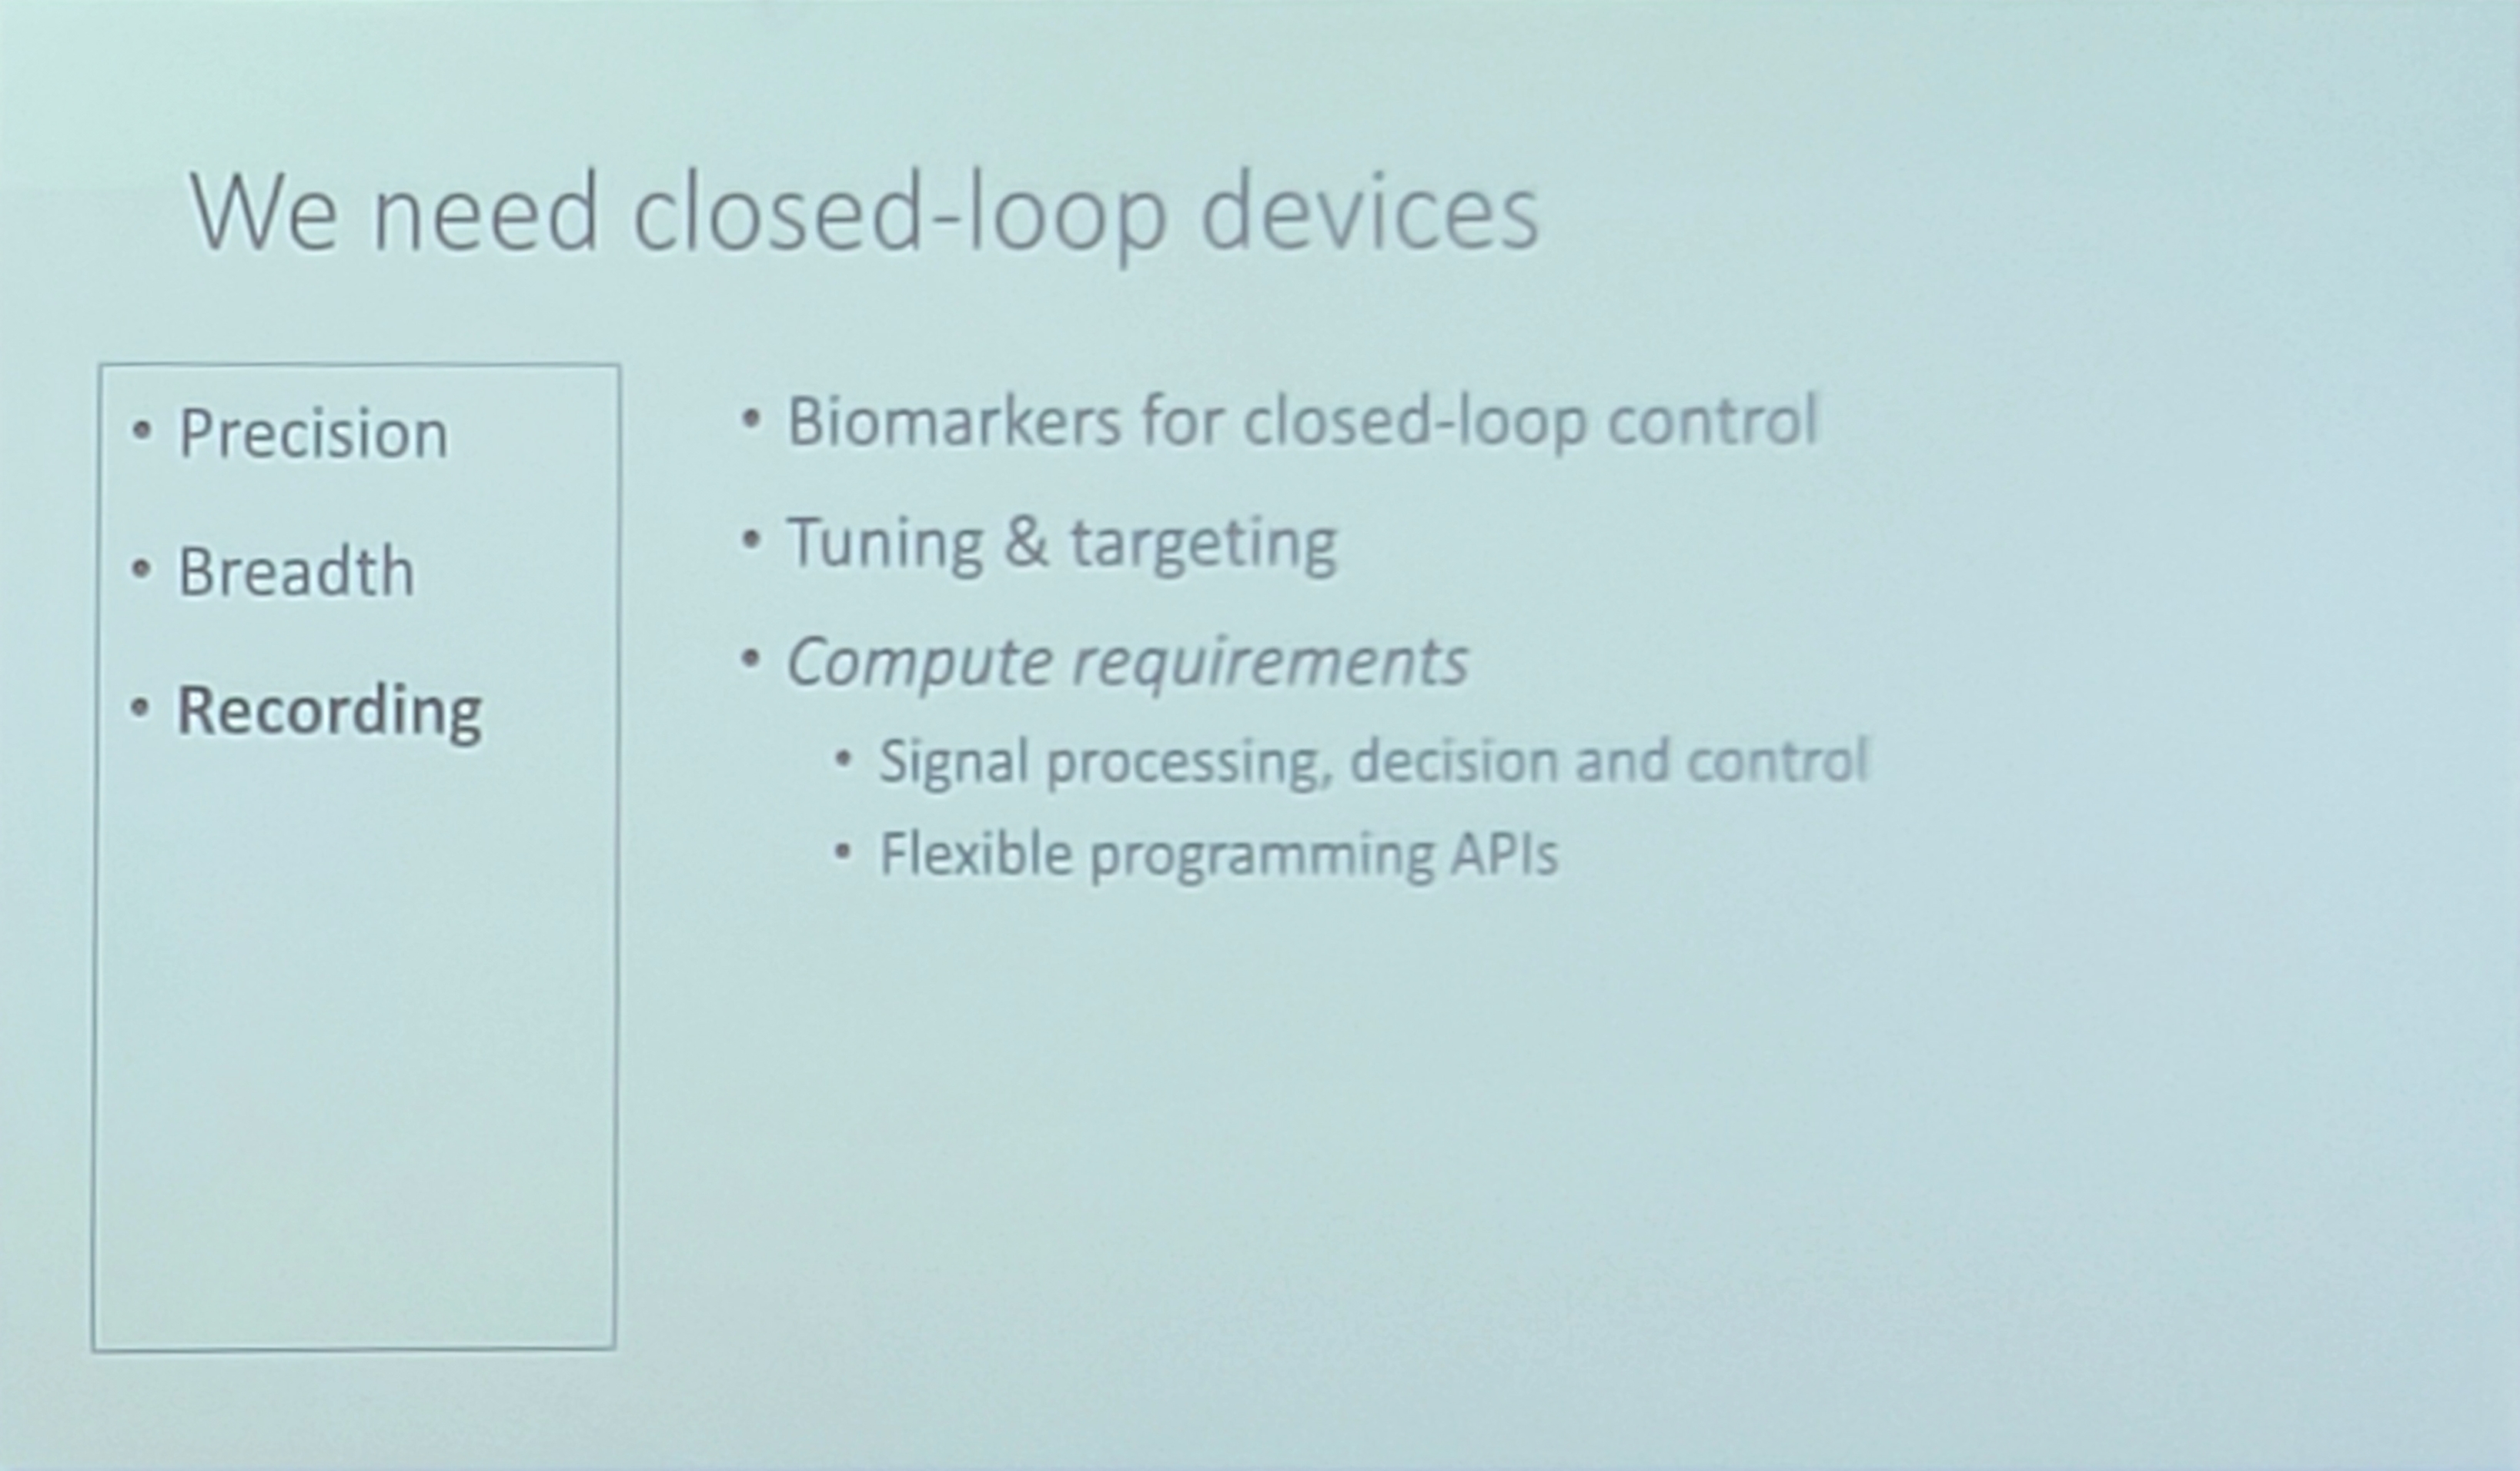 We need closed-loop devices
• Precision
• Breadth
• Recording
• Biomarkers for closed-loop control
• Tuning & targeting
• Compute requirements
• Signal processing, decision and control
• Flexible programming APIs